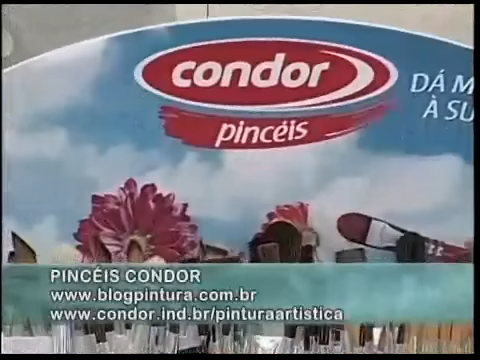 condor
pincéis
DÁ M
À SU
PINCÉIS CONDOR
www.blogpintura.com.br
www.condor.ind.br/pinturaartistica